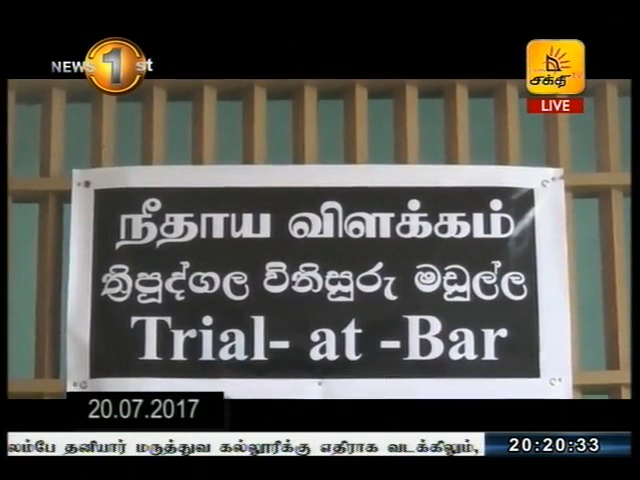 NEWS 1st
சக்தி TV
LIVE
நீதாய விளக்கம்
ත්‍රිපුද්ගල විනිසුරු මඩුල්ල
Trial- at -Bar
20.07.2017
லம்பே தனியார் மருத்துவ கல்லூரிக்கு எதிராக வடக்கிலும்,
20:20:33